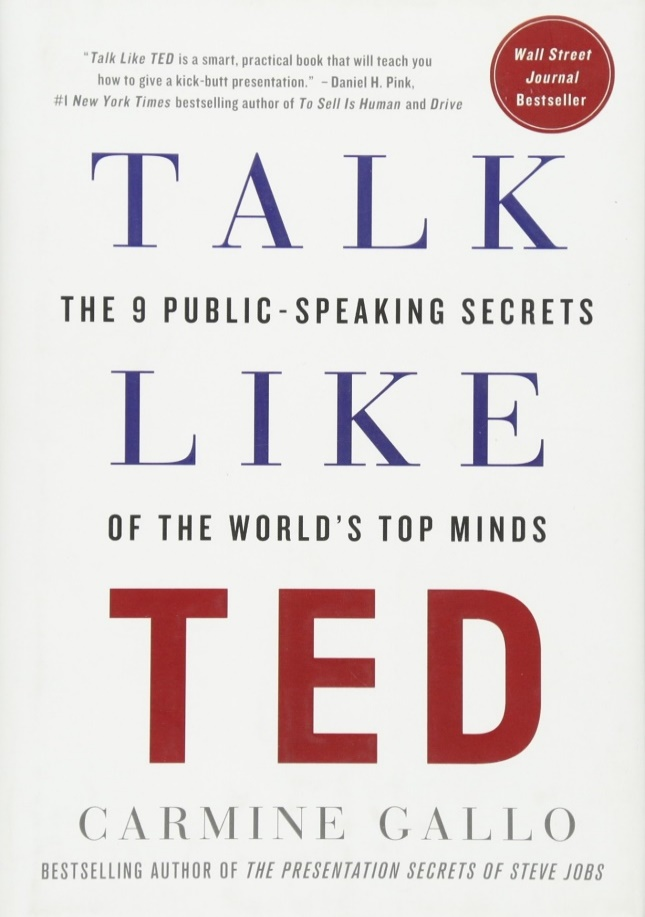 "Talk Like TED is a smart, practical book that will teach you
how to give a kick-butt presentation." – Daniel H. Pink,
#1 New York Times bestselling author of To Sell Is Human and Drive
Wall Street
Journal
Bestseller
TALK
THE 9 PUBLIC-SPEAKING SECRETS
LIKE
OF THE WORLD'S TOP MINDS
TED
CARMINE GALLO
BESTSELLING AUTHOR OF THE PRESENTATION SECRETS OF STEVE JOBS